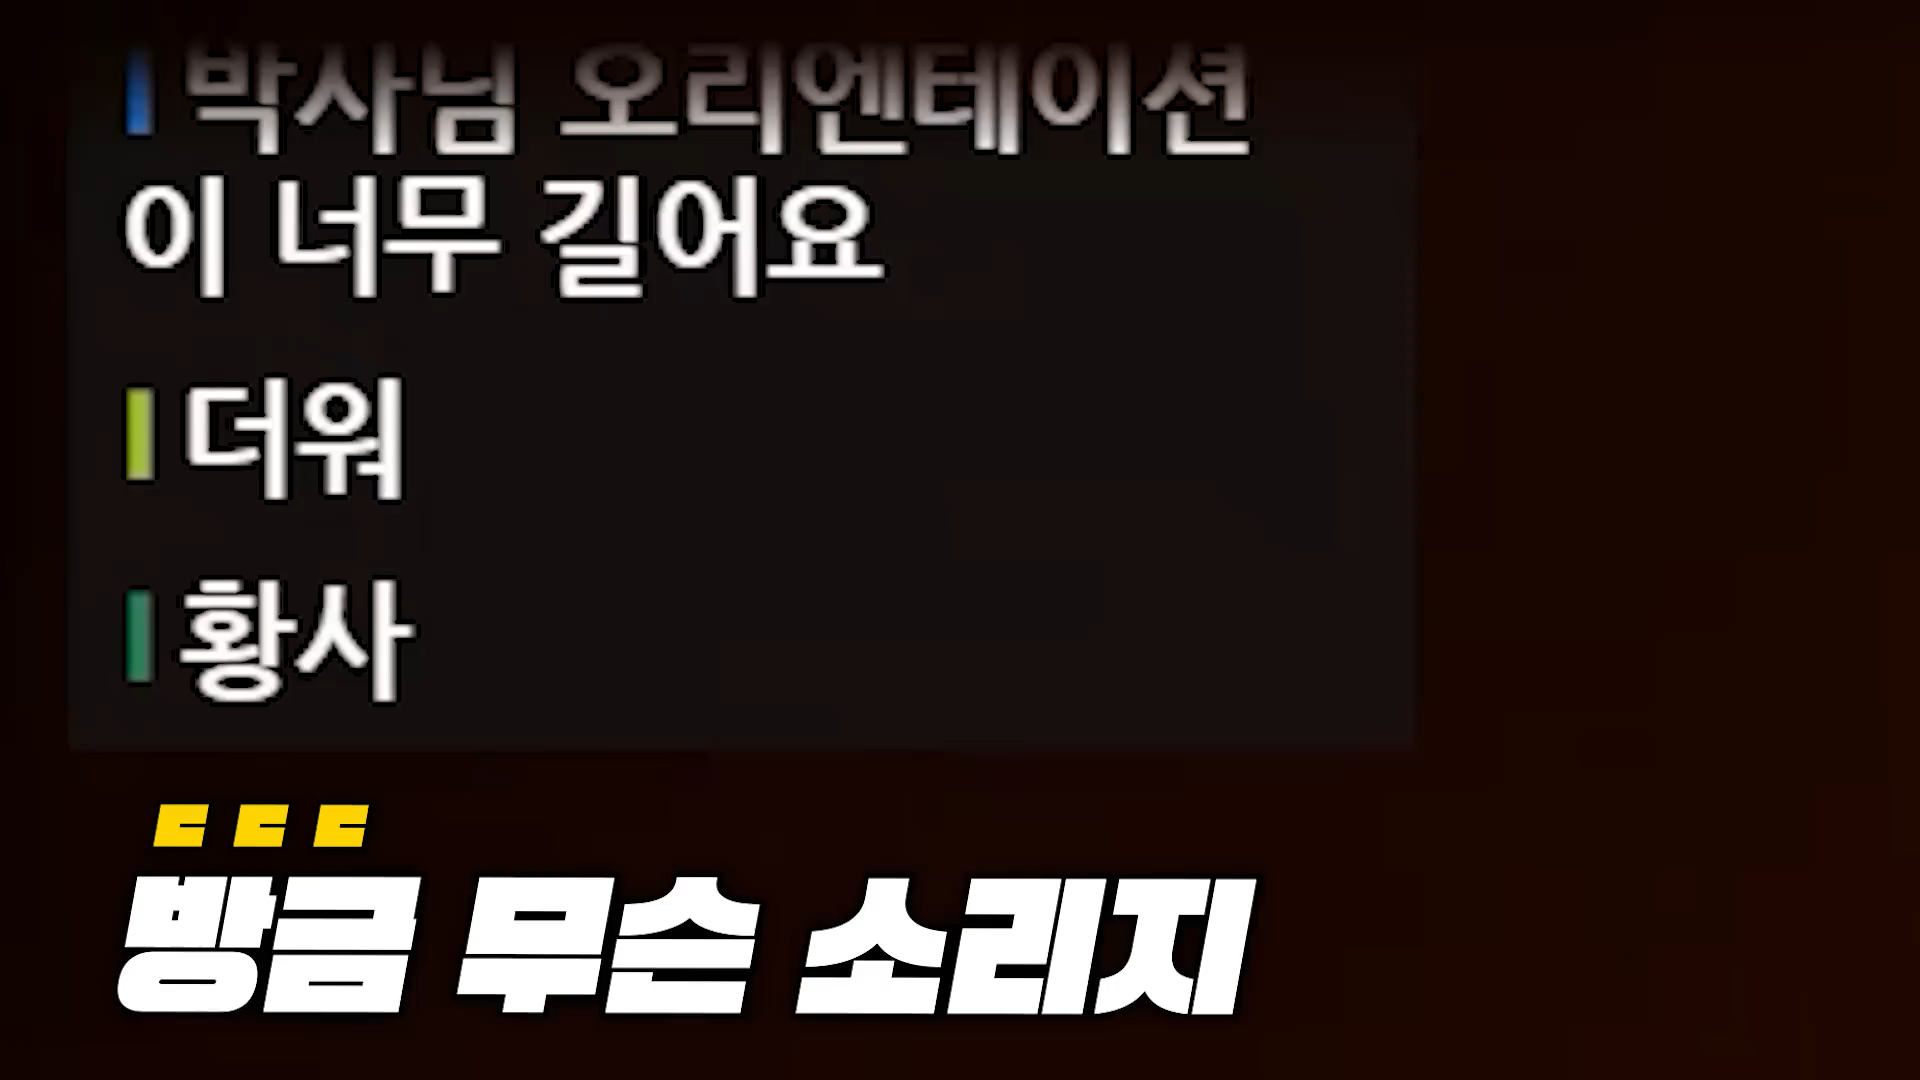 박사님 오리엔테이션
이 너무 길어요
더워
황사
ㄷㄷㄷ
방금 무슨 소리지